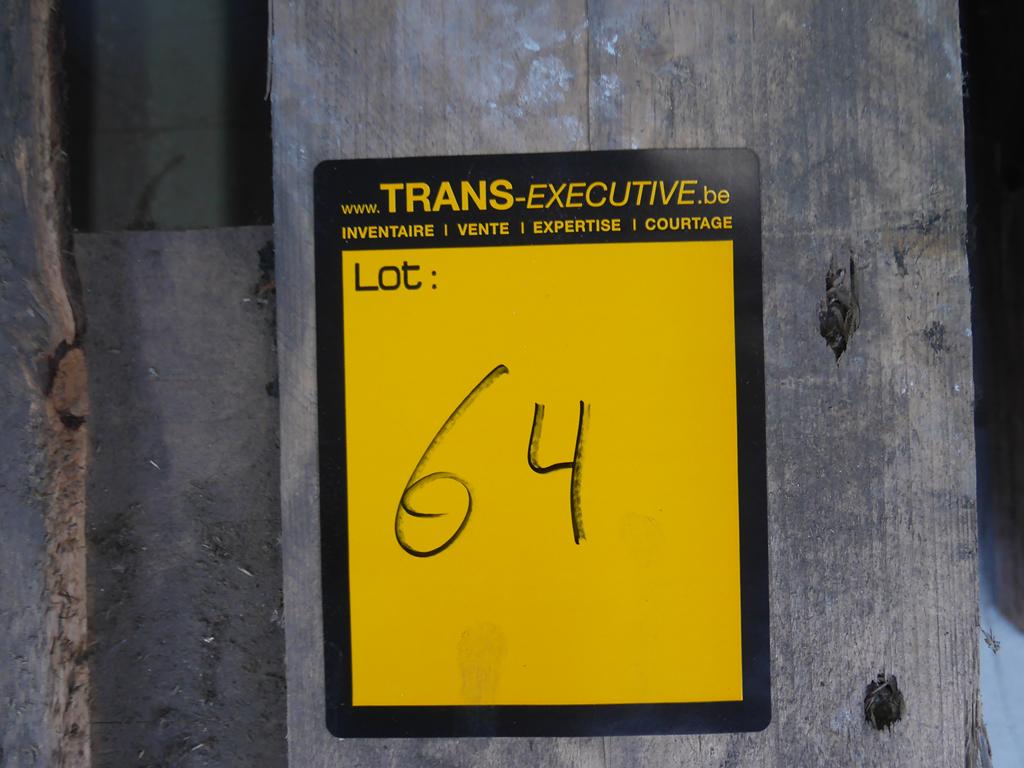 www.TRANS-EXECUTIVE.be
INVENTAIRE | VENTE | EXPERTISE | COURTAGE
Lot :
64